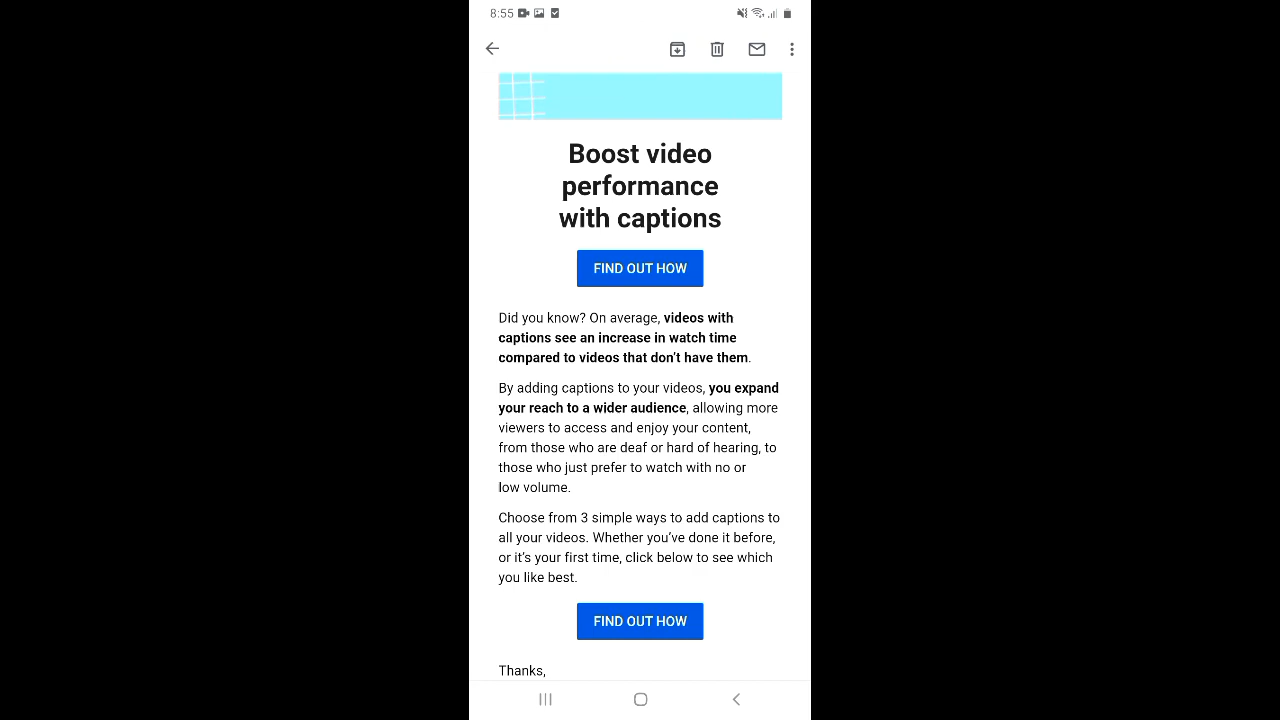 8:55
Boost video
performance
with captions
FIND OUT HOW
Did you know? On average, videos with
captions see an increase in watch time
compared to videos that don't have them.
By adding captions to your videos, you expand
your reach to a wider audience, allowing more
viewers to access and enjoy your content,
from those who are deaf or hard of hearing, to
those who just prefer to watch with no or
low volume.
Choose from 3 simple ways to add captions to
all your videos. Whether you've done it before,
or it's your first time, click below to see which
you like best.
FIND OUT HOW
Thanks,